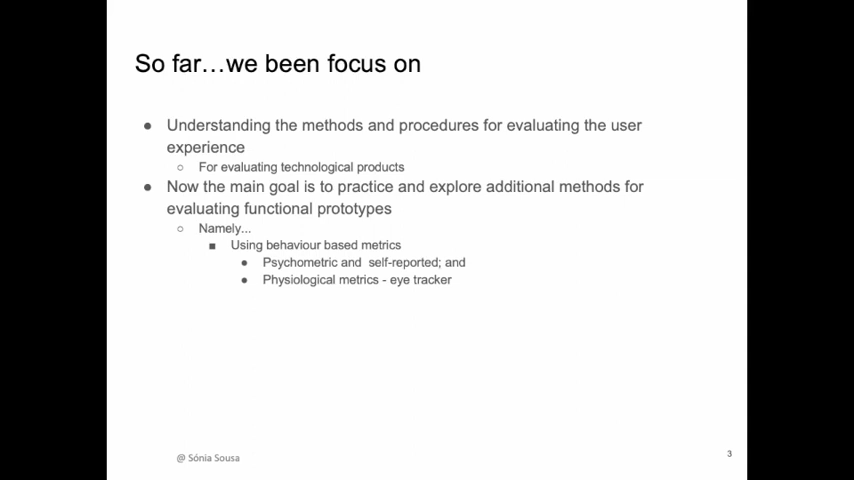 So far…we been focus on
● Understanding the methods and procedures for evaluating the user
experience
○ For evaluating technological products
● Now the main goal is to practice and explore additional methods for
evaluating functional prototypes
○ Namely...
■ Using behaviour based metrics
● Psychometric and self-reported; and
● Physiological metrics - eye tracker
@ Sónia Sousa
3